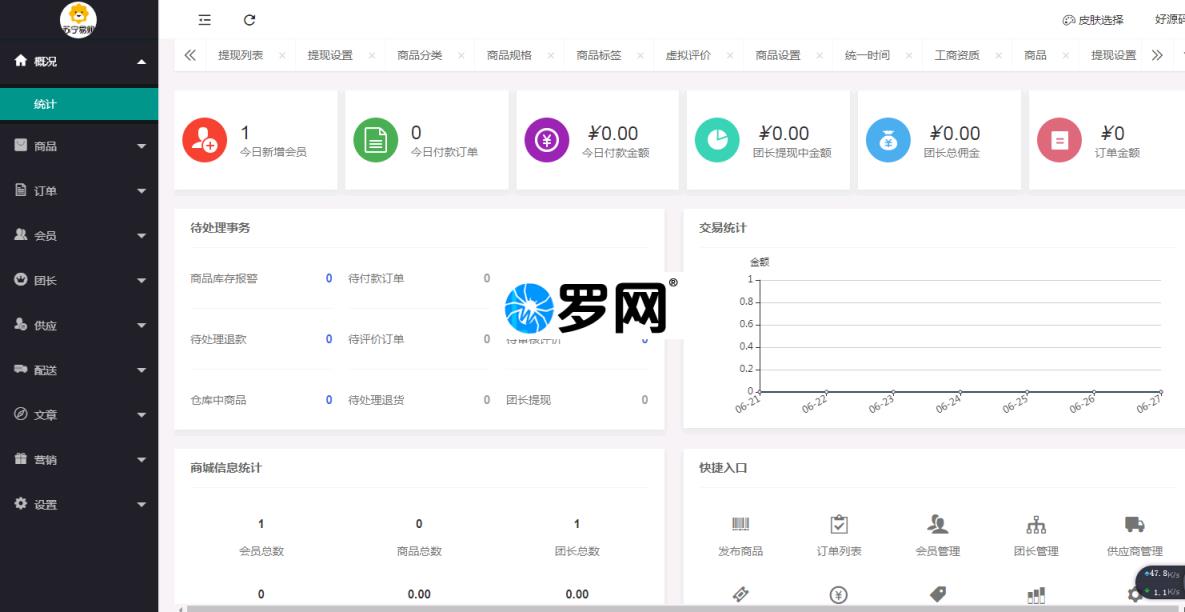 苏宁易购
皮肤选择
好源码
概况
统计
商品
订单
会员
团长
供应
配送
文章
营销
设置
提现列表 × 提现设置 × 商品分类 × 商品规格 × 商品标签 × 虚拟评价 × 商品设置 × 统一时间 × 工商资质 × 商品 × 提现设置
1
今日新增会员
0
今日付款订单
¥0.00
今日付款金额
¥0.00
团长提现中金额
¥0.00
团长总佣金
¥0
订单金额
待处理事务
商品库存报警 0 待付款订单 0
待处理退款 0 待评价订单 0 待审核评价 0
仓库中商品 0 待处理退货 0 团长提现 0
罗网®
交易统计
金额
1
0.8
0.6
0.4
0.2
0
06-21 06-22 06-23 06-24 06-25 06-26 06-27
商城信息统计
1 0 1
会员总数 商品总数 团长总数
0 0.00 0.00
快捷入口
发布商品 订单列表 会员管理 团长管理 供应商管理
47.8K/s
1.1K/s